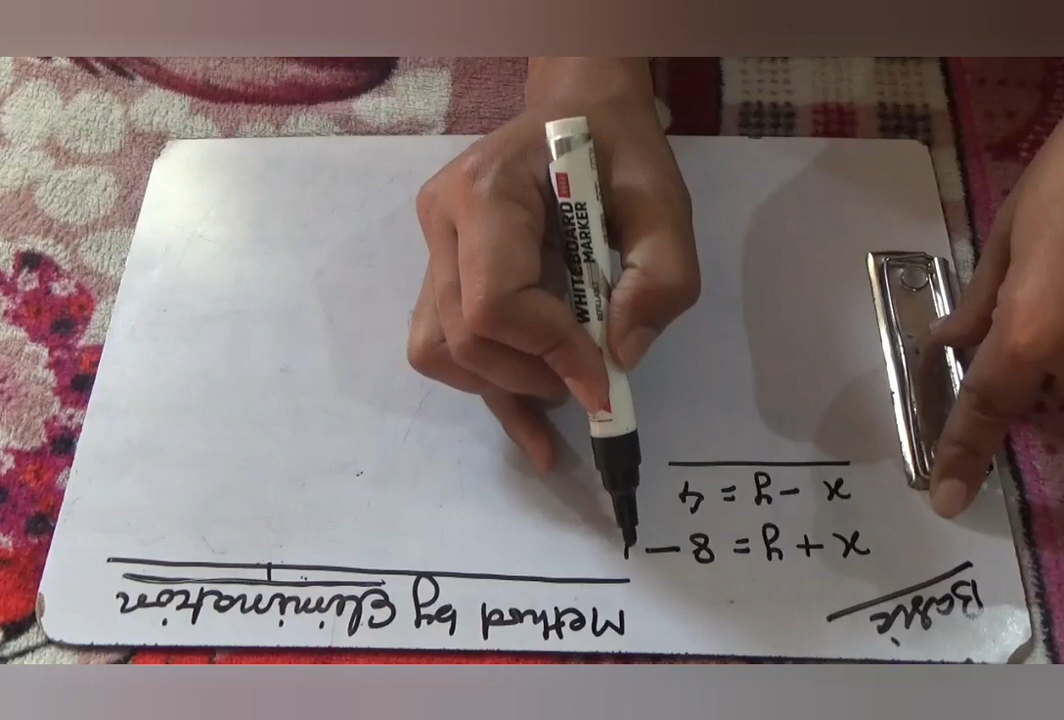 Basic
Method by Elimination
x + y = 8 —
x - y = 4
WHITEBOARD
MARKER